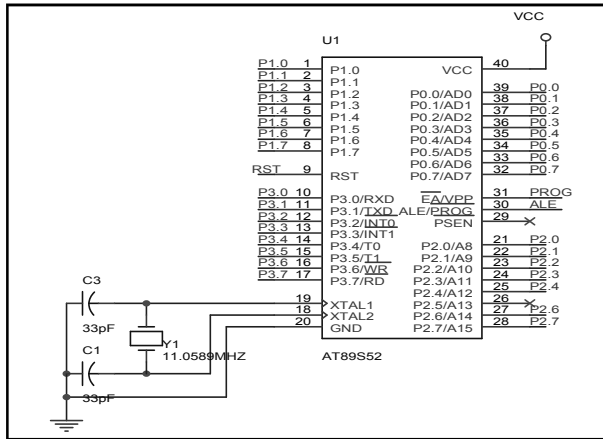 VCC
U1
P1.0 1 P1.0 VCC 40
P1.1 2 P1.1
P1.2 3 P1.2 P0.0/AD0 39 P0.0
P1.3 4 P1.3 P0.1/AD1 38 P0.1
P1.4 5 P1.4 P0.2/AD2 37 P0.2
P1.5 6 P1.5 P0.3/AD3 36 P0.3
P1.6 7 P1.6 P0.4/AD4 35 P0.4
P1.7 8 P1.7 P0.5/AD5 34 P0.5
P0.6/AD6 33 P0.6
RST 9 RST P0.7/AD7 32 P0.7
P3.0 10 P3.0/RXD EA/VPP 31 PROG
P3.1 11 P3.1/TXD ALE/PROG 30 ALE
P3.2 12 P3.2/INT0 PSEN 29
P3.3 13 P3.3/INT1
P3.4 14 P3.4/T0 P2.0/A8 21 P2.0
P3.5 15 P3.5/T1 P2.1/A9 22 P2.1
P3.6 16 P3.6/WR P2.2/A10 23 P2.2
P3.7 17 P3.7/RD P2.3/A11 24 P2.3
P2.4/A12 25 P2.4
C3 19 XTAL1 P2.5/A13 26
18 XTAL2 P2.6/A14 27 P2.6
33pF 20 GND P2.7/A15 28 P2.7
Y1
C1 11.0589MHZ AT89S52
33pF